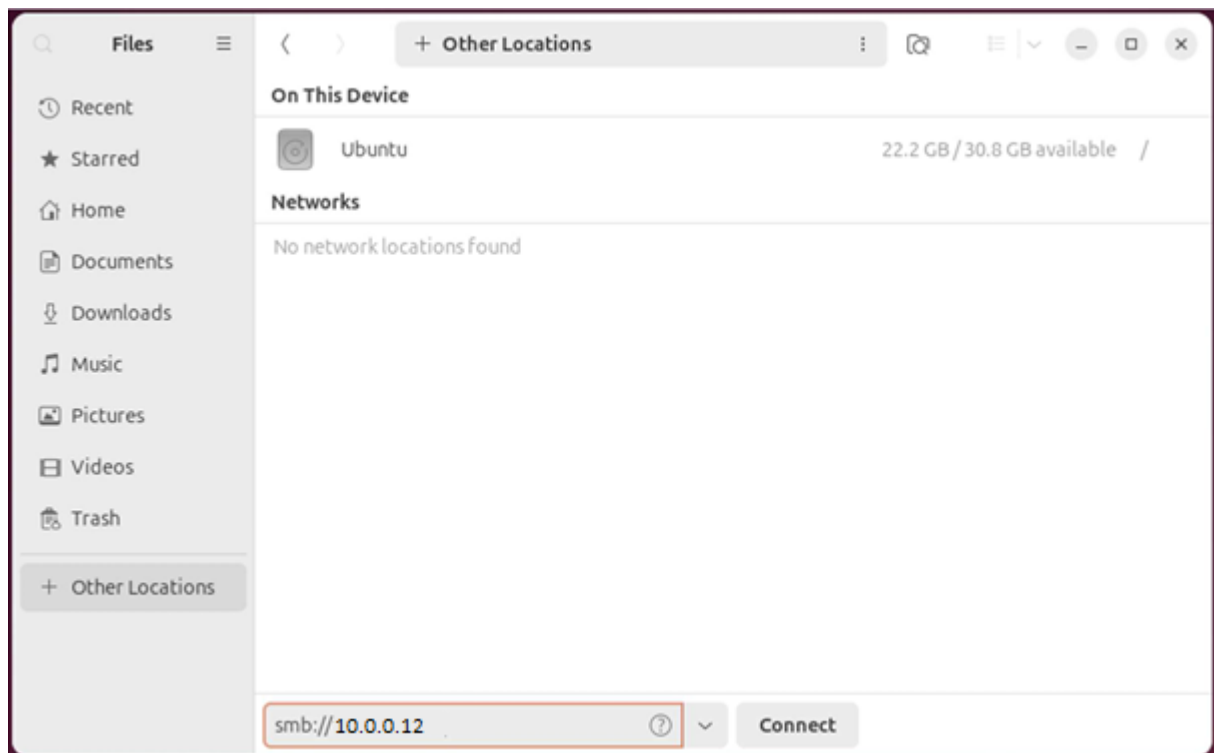 Files
+ Other Locations
Recent
Starred
Home
Documents
Downloads
Music
Pictures
Videos
Trash
+ Other Locations
On This Device
Ubuntu 22.2 GB / 30.8 GB available /
Networks
No network locations found
smb://10.0.0.12 Connect